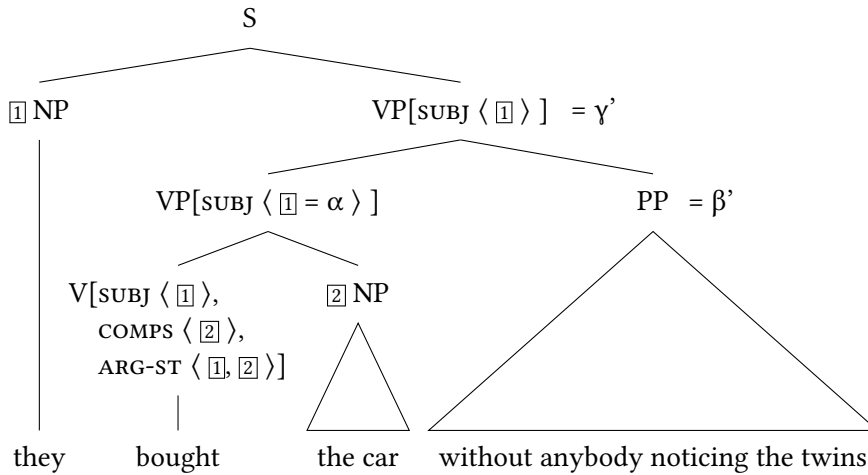 S
1 NP VP[SUBJ ⟨ 1 ⟩ ] = γ’
VP[SUBJ ⟨ 1 = α ⟩ ] PP = β’
V[SUBJ ⟨ 1 ⟩, 2 NP
COMPS ⟨ 2 ⟩,
ARG-ST ⟨ 1, 2 ⟩]
they bought the car without anybody noticing the twins